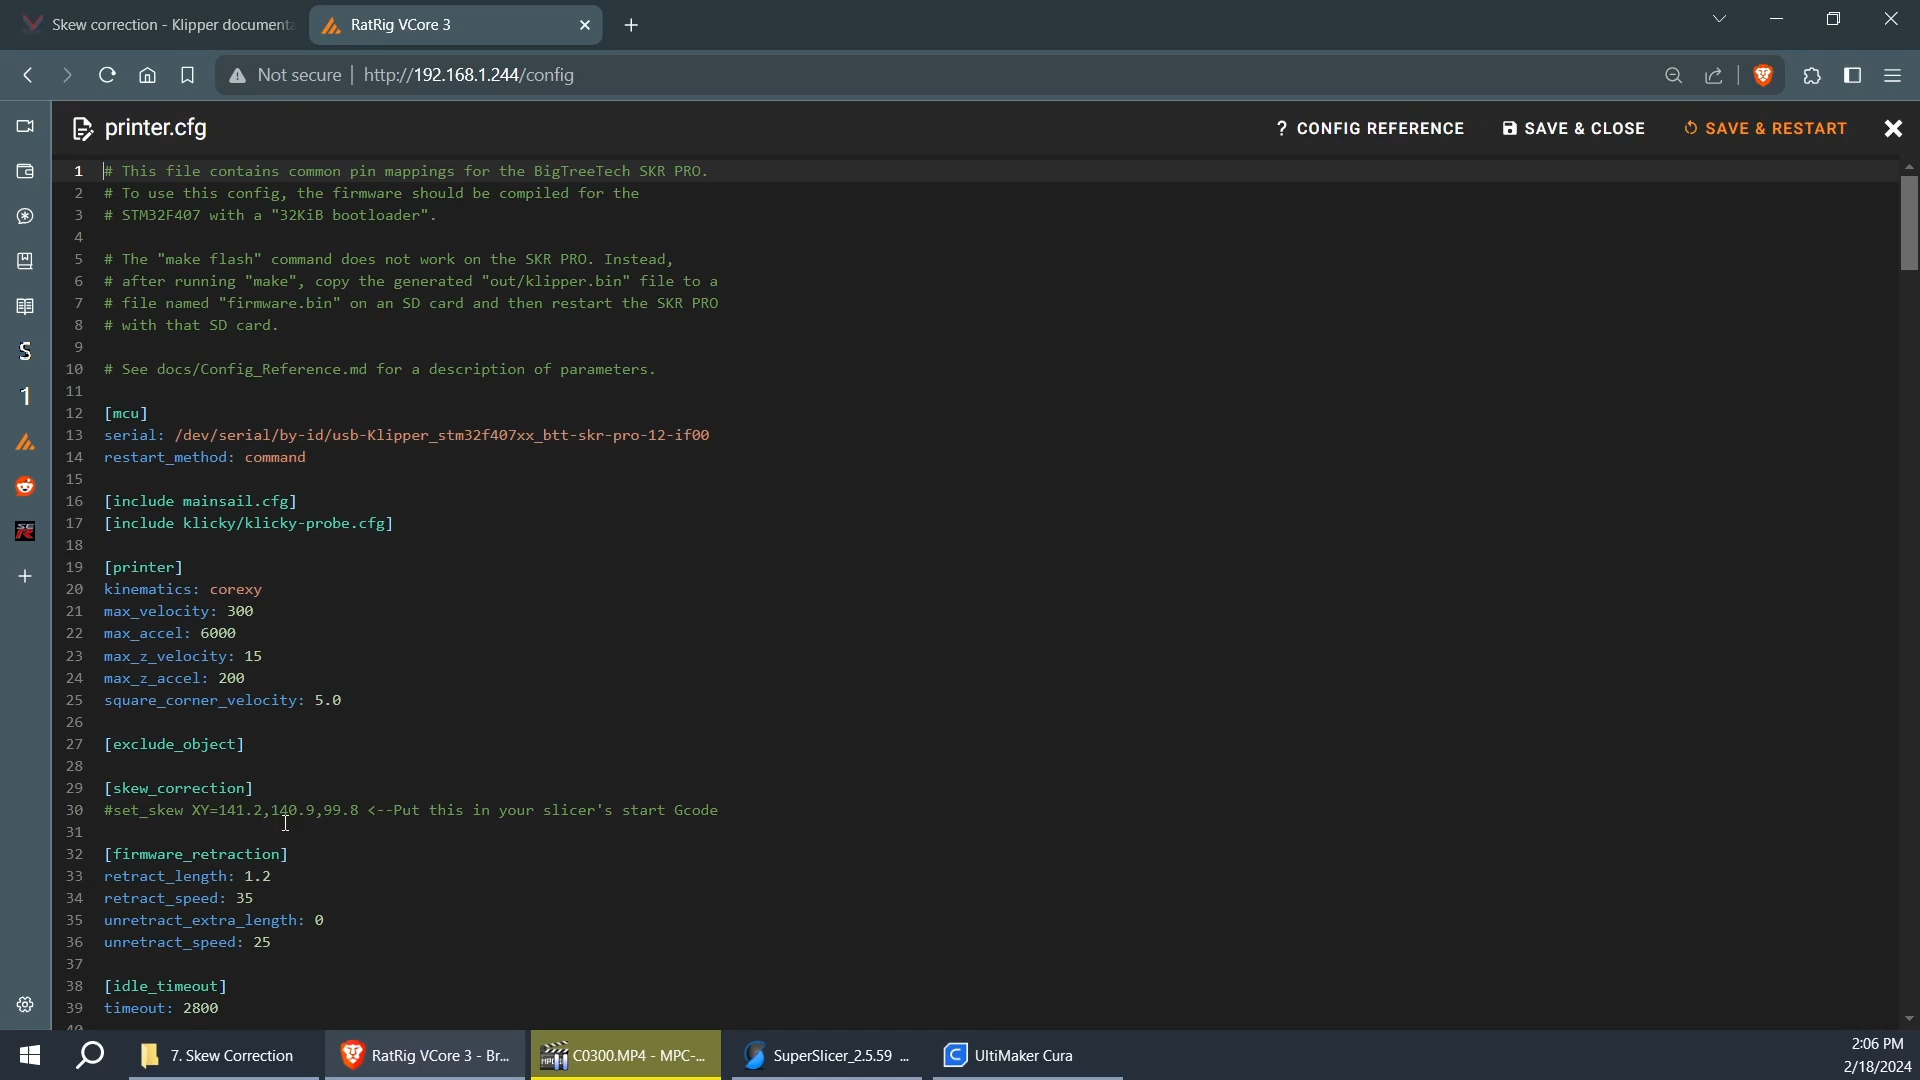 Skew correction - Klipper documenta
RatRig VCore 3
Not secure
http://192.168.1.244/config
printer.cfg
? CONFIG REFERENCE
SAVE & CLOSE
SAVE & RESTART
1 # This file contains common pin mappings for the BigTreeTech SKR PRO.
2 # To use this config, the firmware should be compiled for the
3 # STM32F407 with a "32KiB bootloader".
4
5 # The "make flash" command does not work on the SKR PRO. Instead,
6 # after running "make", copy the generated "out/klipper.bin" file to a
7 # file named "firmware.bin" on an SD card and then restart the SKR PRO
8 # with that SD card.
9
10 # See docs/Config_Reference.md for a description of parameters.
11
12 [mcu]
13 serial: /dev/serial/by-id/usb-Klipper_stm32f407xx_btt-skr-pro-12-if00
14 restart_method: command
15
16 [include mainsail.cfg]
17 [include klicky/klicky-probe.cfg]
18
19 [printer]
20 kinematics: corexy
21 max_velocity: 300
22 max_accel: 6000
23 max_z_velocity: 15
24 max_z_accel: 200
25 square_corner_velocity: 5.0
26
27 [exclude_object]
28
29 [skew_correction]
30 #set_skew XY=141.2,140.9,99.8 <--Put this in your slicer's start Gcode
31
32 [firmware_retraction]
33 retract_length: 1.2
34 retract_speed: 35
35 unretract_extra_length: 0
36 unretract_speed: 25
37
38 [idle_timeout]
39 timeout: 2800
40
S
1
7. Skew Correction
RatRig VCore 3 - Br...
C0300.MP4 - MPC-...
SuperSlicer_2.5.59 ...
UltiMaker Cura
2:06 PM
2/18/2024